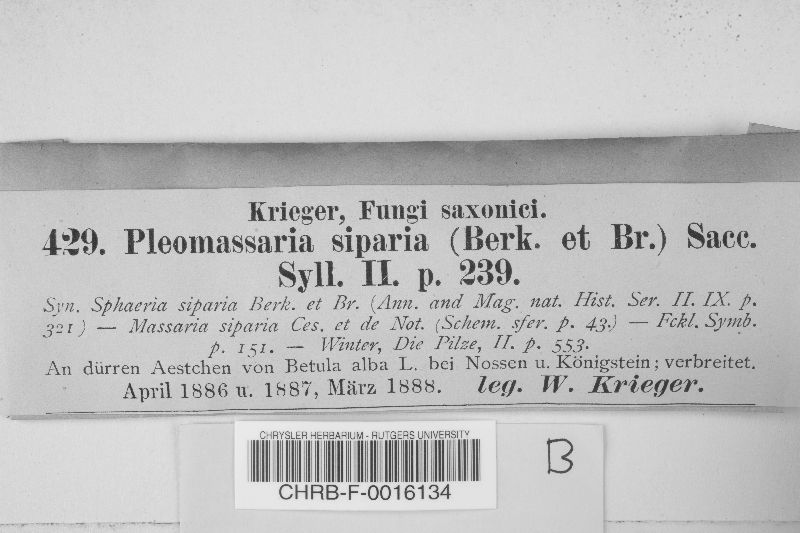 Krieger, Fungi saxonici.
429. Pleomassaria siparia (Berk. et Br.) Sacc.
Syll. II. p. 239.
Syn. Sphaeria siparia Berk. et Br. (Ann. and Mag. nat. Hist. Ser. II. IX. p.
321) — Massaria siparia Ces. et de Not. (Schem. sfer. p. 43.) — Fckl. Symb.
p. 151. — Winter, Die Pilze, II. p. 553.
An dürren Aestchen von Betula alba L. bei Nossen u. Königstein; verbreitet.
April 1886 u. 1887, März 1888. leg. W. Krieger.
CHRYSLER HERBARIUM - RUTGERS UNIVERSITY
CHRB-F-0016134
B